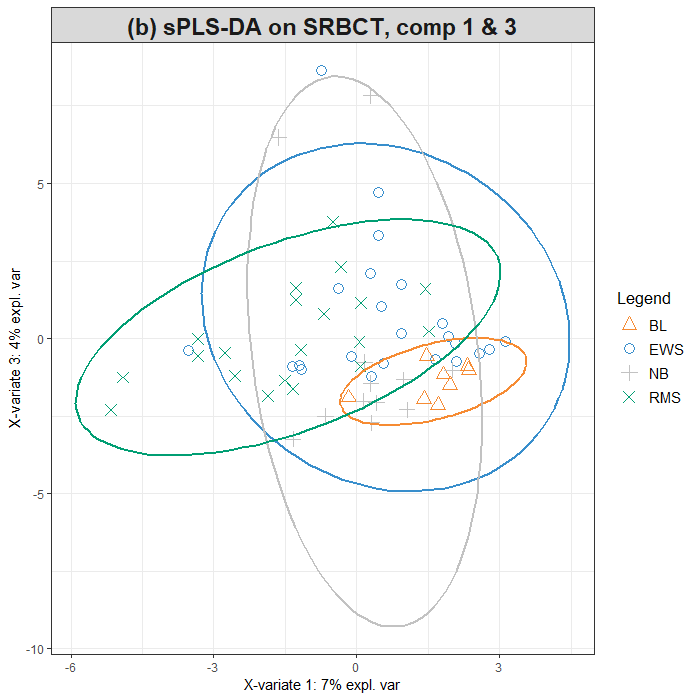 (b) sPLS-DA on SRBCT, comp 1 & 3
X-variate 3: 4% expl. var
5
0
-5
-10
-6
-3
0
3
X-variate 1: 7% expl. var
Legend
BL
EWS
NB
RMS